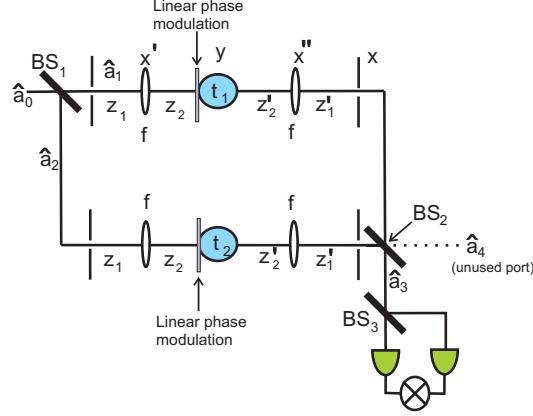 Linear phase
modulation
BS₁
â₀
â₁
x'
y
x''
x
t₁
z₁
z₂
z'₂
z'₁
f
f
â₂
f
f
t₂
z₁
z₂
z'₂
z'₁
BS₂
â₄
(unused port)
â₃
Linear phase
modulation
BS₃